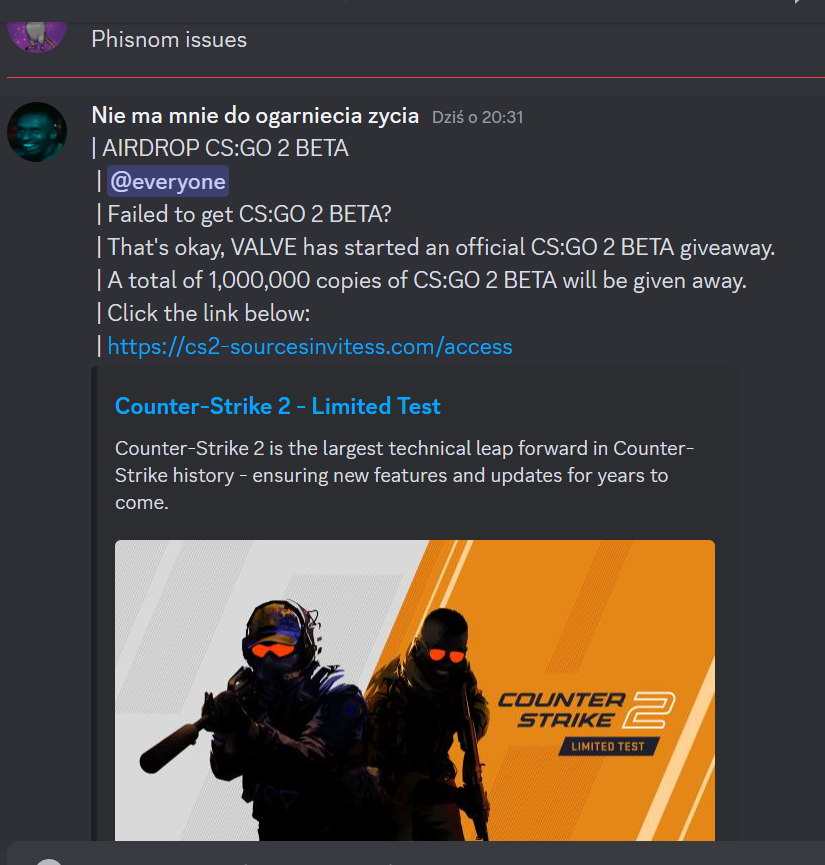 Phisnom issues
Nie ma mnie do ogarniecia zycia Dziś o 20:31
| AIRDROP CS:GO 2 BETA
| @everyone
| Failed to get CS:GO 2 BETA?
| That's okay, VALVE has started an official CS:GO 2 BETA giveaway.
| A total of 1,000,000 copies of CS:GO 2 BETA will be given away.
| Click the link below:
| https://cs2-sourcesinvitess.com/access
Counter-Strike 2 - Limited Test
Counter-Strike 2 is the largest technical leap forward in Counter-
Strike history - ensuring new features and updates for years to
come.
COUNTER
STRIKE 2
LIMITED TEST